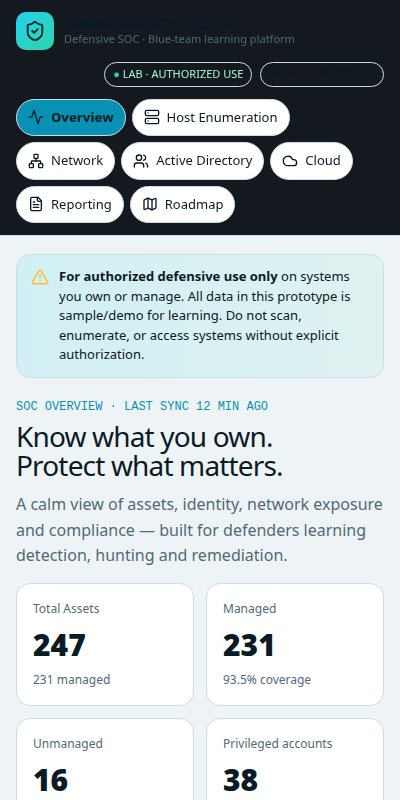 Defensive SOC · Blue-team learning platform
LAB · AUTHORIZED USE
Overview
Host Enumeration
Network
Active Directory
Cloud
Reporting
Roadmap
For authorized defensive use only on systems
you own or manage. All data in this prototype is
sample/demo for learning. Do not scan,
enumerate, or access systems without explicit
authorization.
SOC OVERVIEW · LAST SYNC 12 MIN AGO
Know what you own.
Protect what matters.
A calm view of assets, identity, network exposure
and compliance — built for defenders learning
detection, hunting and remediation.
Total Assets
247
231 managed
Managed
231
93.5% coverage
Unmanaged
16
Privileged accounts
38